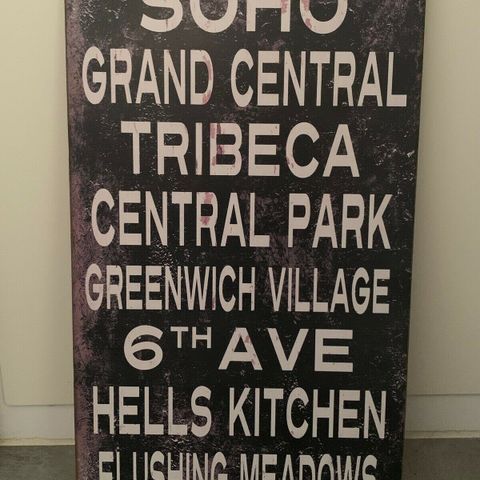 SOHO
GRAND CENTRAL
TRIBECA
CENTRAL PARK
GREENWICH VILLAGE
6TH AVE
HELLS KITCHEN
FLUSHING MEADOWS